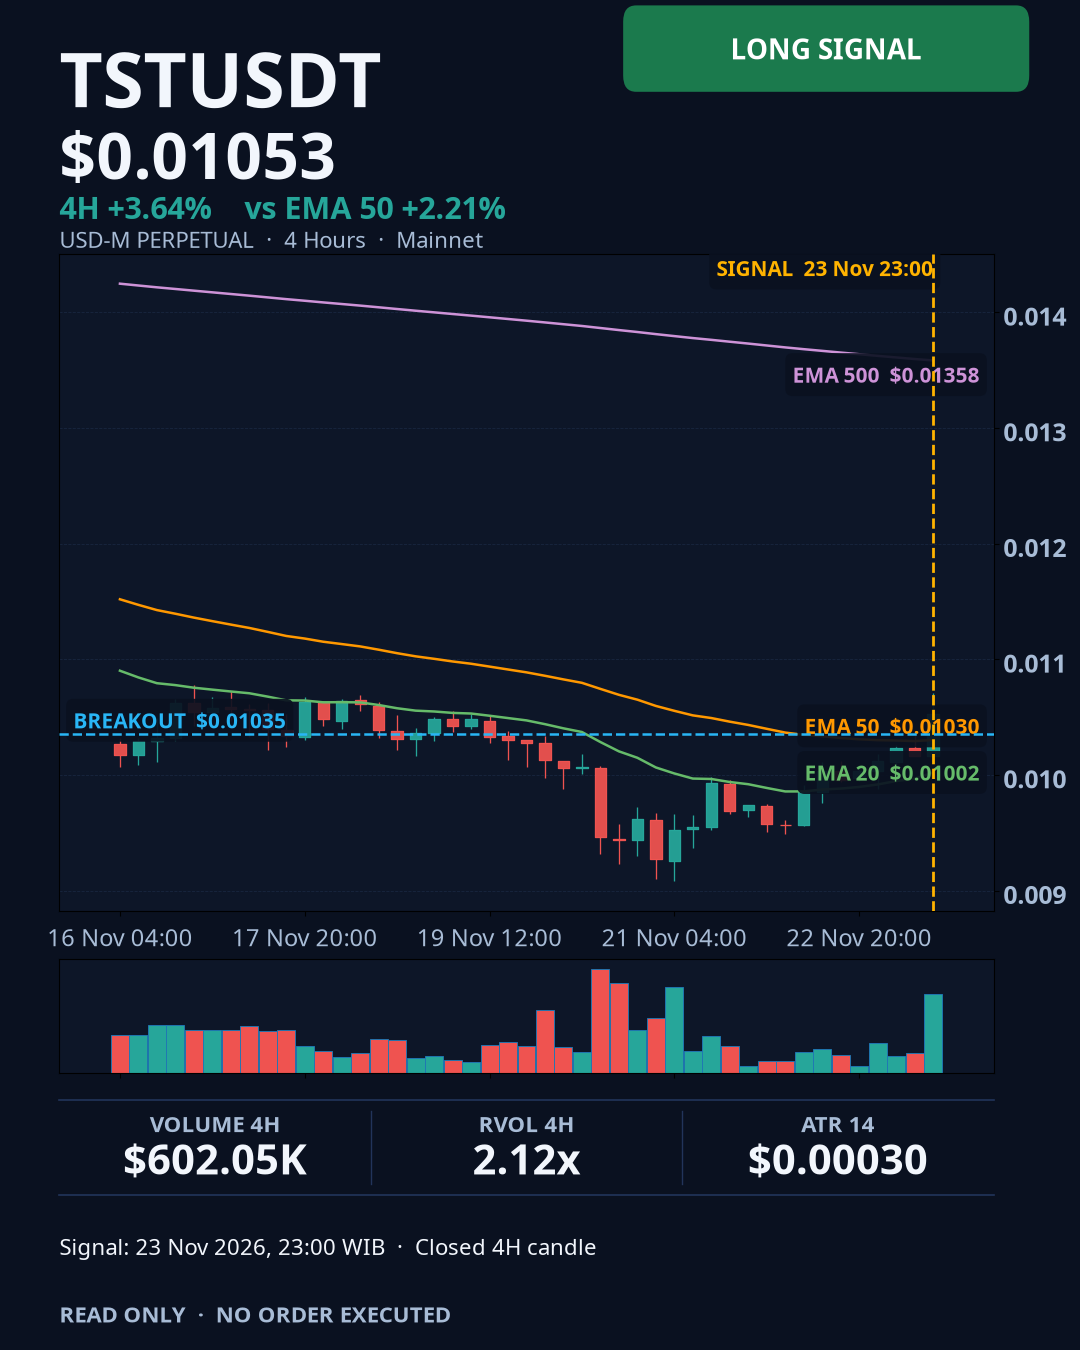 LONG SIGNAL
TSTUSDT
$0.01053
4H +3.64% vs EMA 50 +2.21%
USD-M PERPETUAL · 4 Hours · Mainnet
SIGNAL 23 Nov 23:00
0.014
EMA 500 $0.01358
0.013
0.012
0.011
BREAKOUT $0.01035
EMA 50 $0.01030
EMA 20 $0.01002
0.010
0.009
16 Nov 04:00 17 Nov 20:00 19 Nov 12:00 21 Nov 04:00 22 Nov 20:00
VOLUME 4H RVOL 4H ATR 14
$602.05K 2.12x $0.00030
Signal: 23 Nov 2026, 23:00 WIB · Closed 4H candle
READ ONLY · NO ORDER EXECUTED